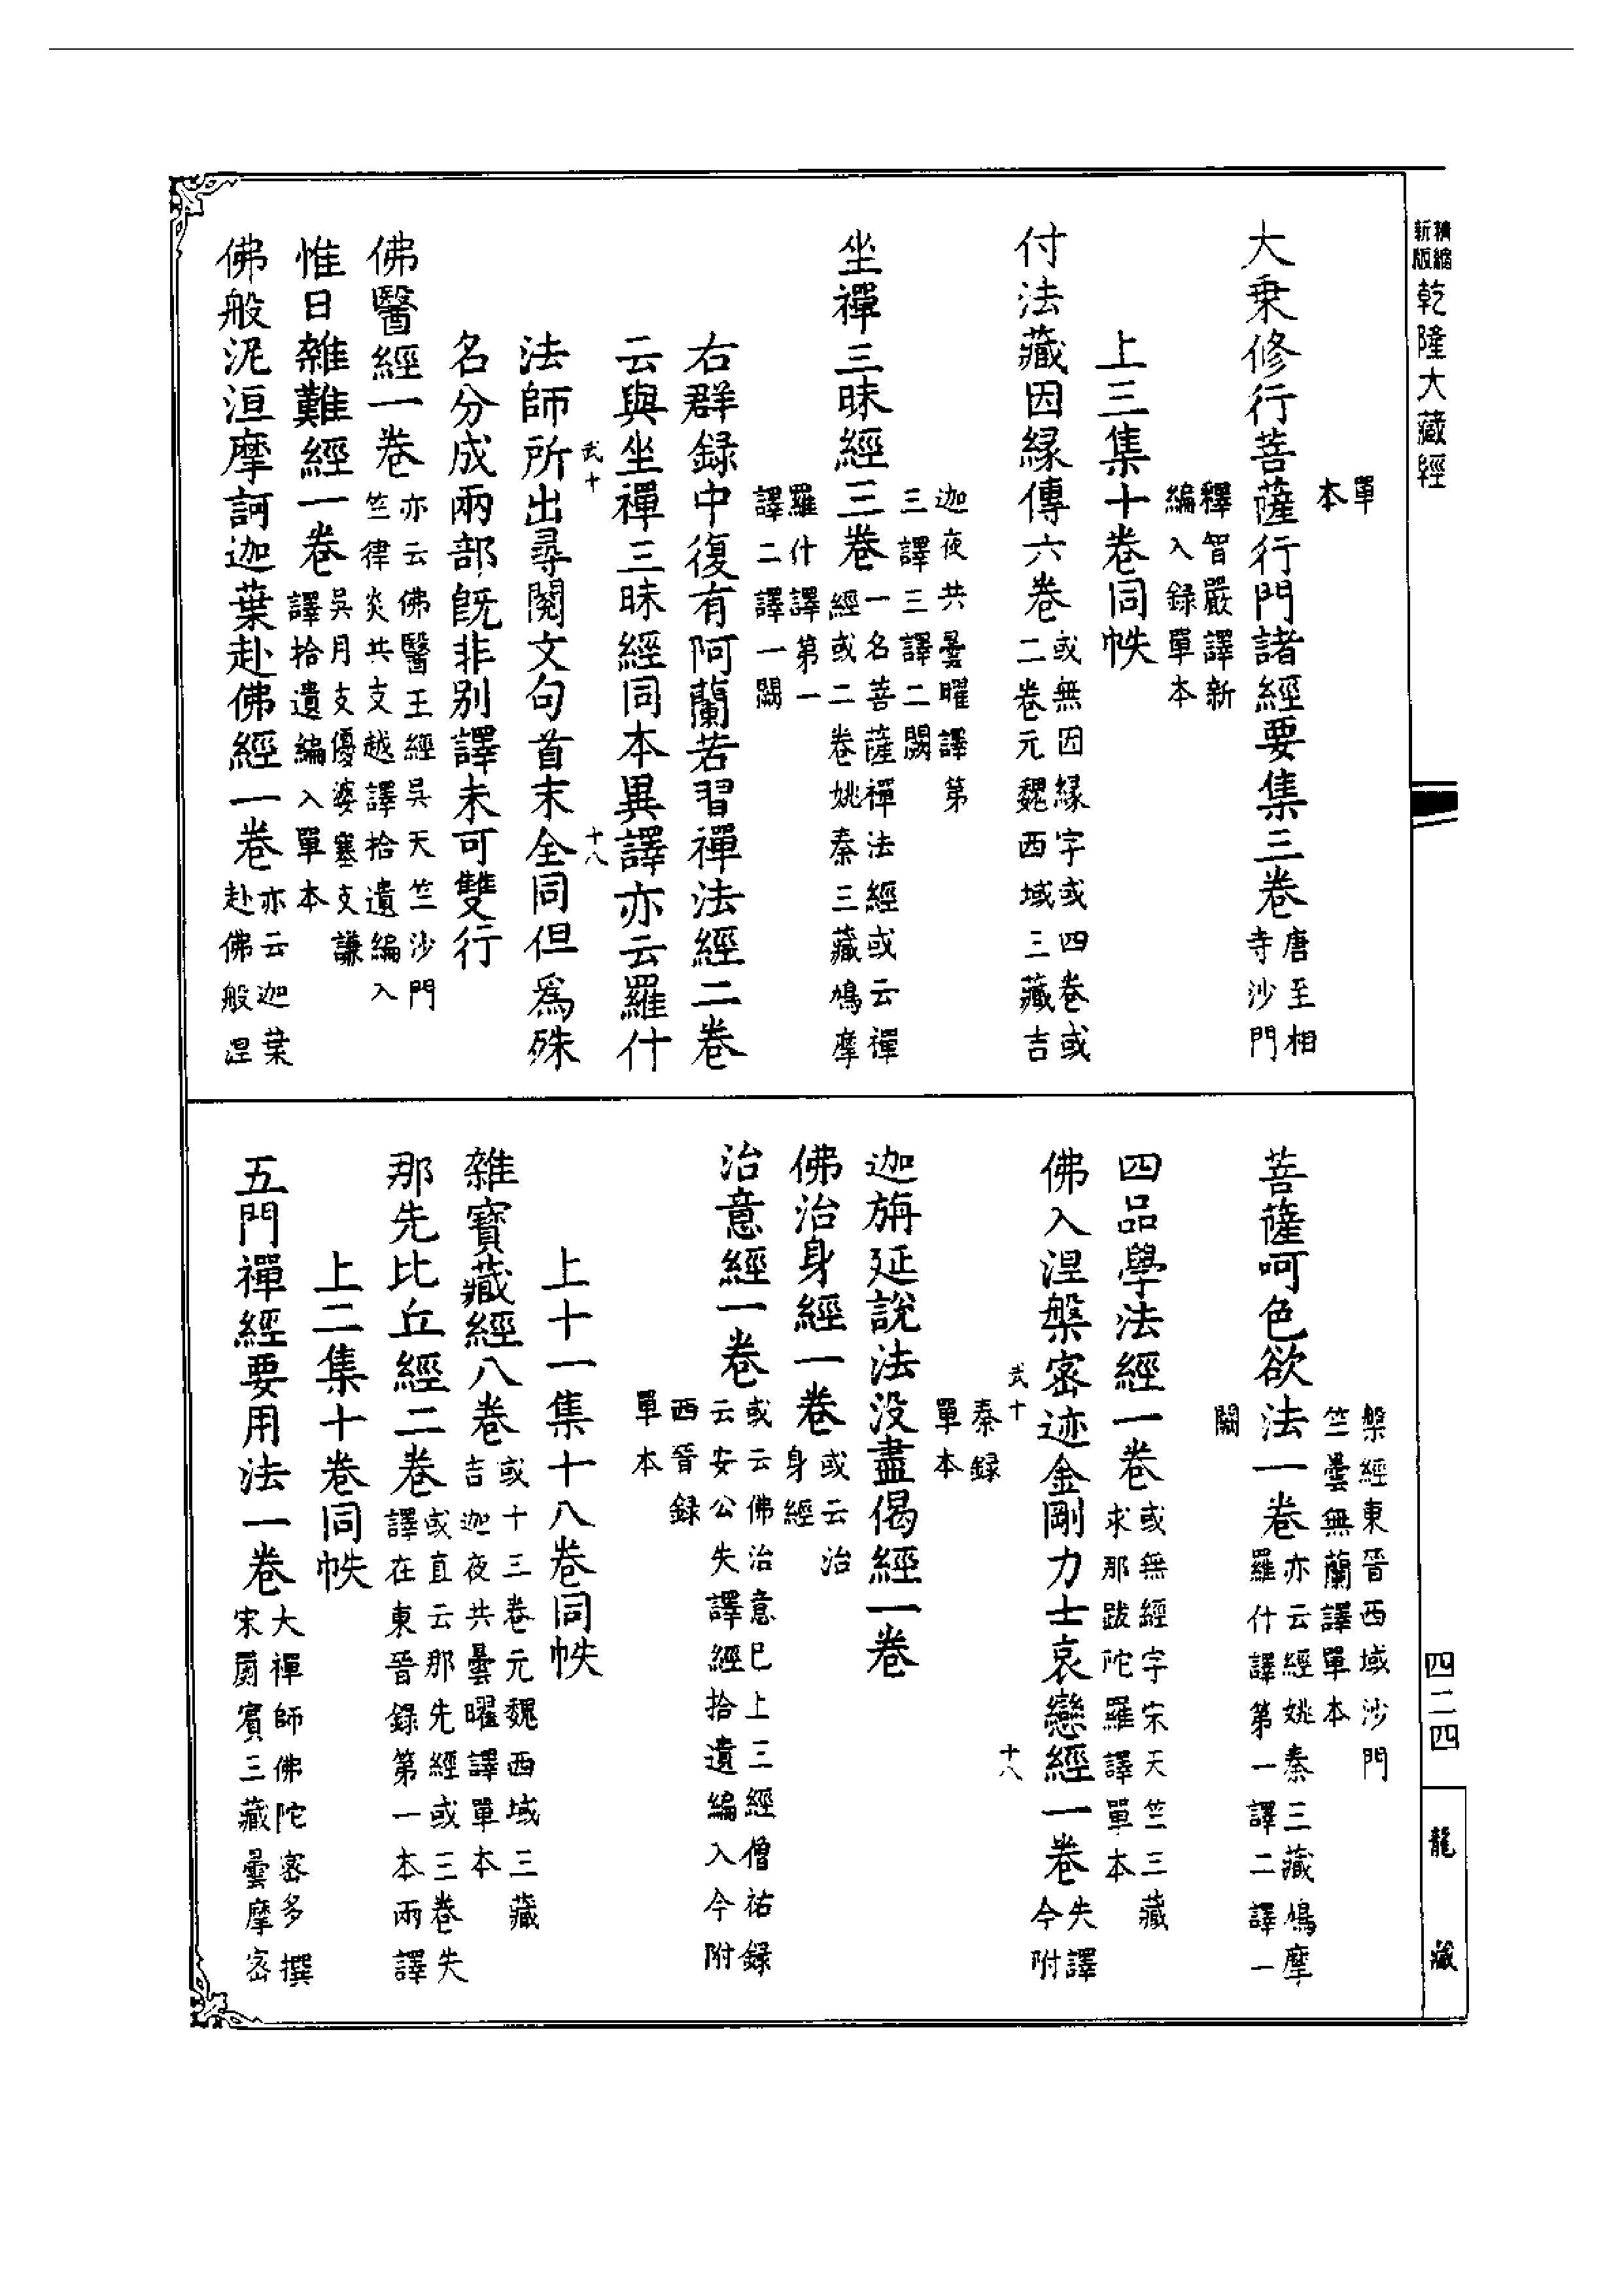 精縮
新版
乾隆大藏經
單
本
大乗修行菩薩行門諸經要集三卷唐至相
寺沙門
釋智嚴譯新
編入録單本
上三集十卷同帙
付法藏因緣傳六卷或無因緣字或四卷或
二卷元魏西域三藏吉
迦夜共曇曜譯第
三譯三譯二闕
坐禪三昧經三卷一名菩薩禪法經或云禪
經或二卷姚秦三藏鳩摩
羅什譯第一
譯二譯一闕
右群録中復有阿蘭若習禪法經二卷
云與坐禪三昧經同本異譯亦云羅什
武十
十八
法師所出尋閱文句首末全同但爲殊
名分成兩部旣非別譯未可雙行
佛醫經一卷亦云佛醫王經吳天竺沙門
竺律炎共支越譯拾遺編入
惟日雜難經一卷吳月支優婆塞支謙
譯拾遺編入單本
佛般泥洹摩訶迦葉赴佛經一卷亦云迦葉
赴佛般涅
槃經東晉西域沙門
竺曇無蘭譯單本
菩薩呵色欲法一卷亦云經姚秦三藏鳩摩
羅什譯第一譯二譯一
闕
四品學法經一卷或無經字宋天竺三藏
求那跋陀羅譯單本
佛入涅槃密迹金剛力士哀戀經一卷失譯
今附
武十
十八
秦録
單本
迦旃延說法没盡偈經一卷
佛治身經一卷或云治
身經
治意經一卷或云佛治意巳上三經僧祐録
云安公失譯經拾遺編入今附
西晉録
單本
上十一集十八卷同帙
雜寶藏經八卷或十三卷元魏西域三藏
吉迦夜共曇曜譯單本
那先比丘經二卷或直云那先經或三卷失
譯在東晉録第一本兩譯
上二集十卷同帙
五門禪經要用法一卷大禪師佛陀密多撰
宋罽賓三藏曇摩密
四二四
龍藏